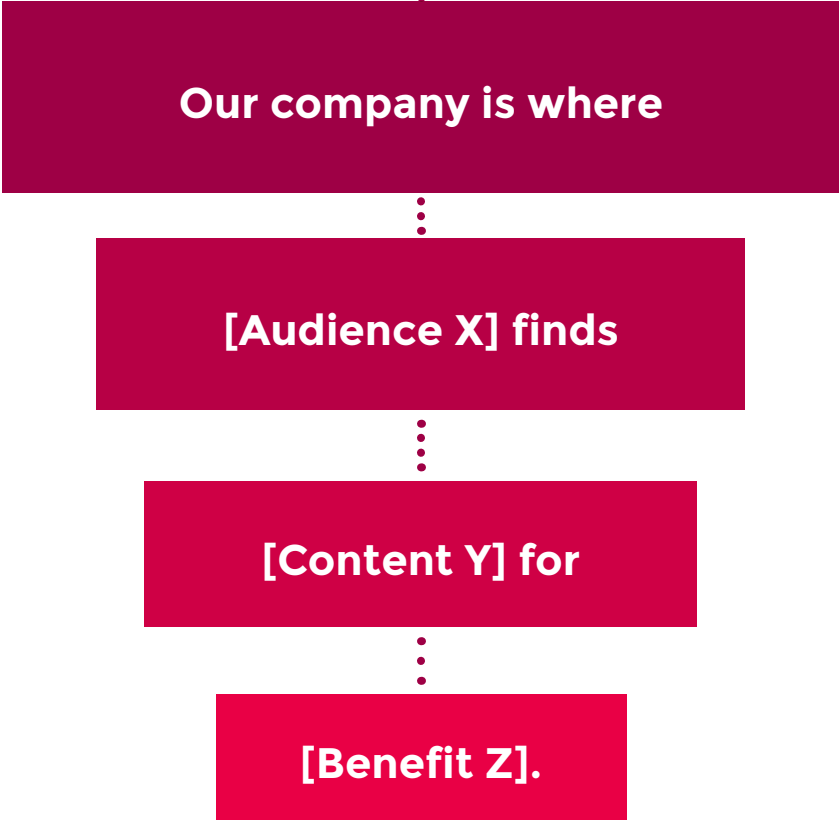 Our company is where
[Audience X] finds
[Content Y] for
[Benefit Z].